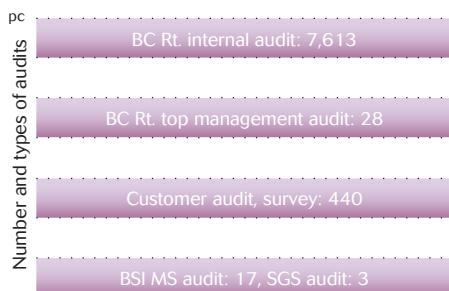 pc
Number and types of audits
BC Rt. internal audit: 7,613
BC Rt. top management audit: 28
Customer audit, survey: 440
BSI MS audit: 17, SGS audit: 3